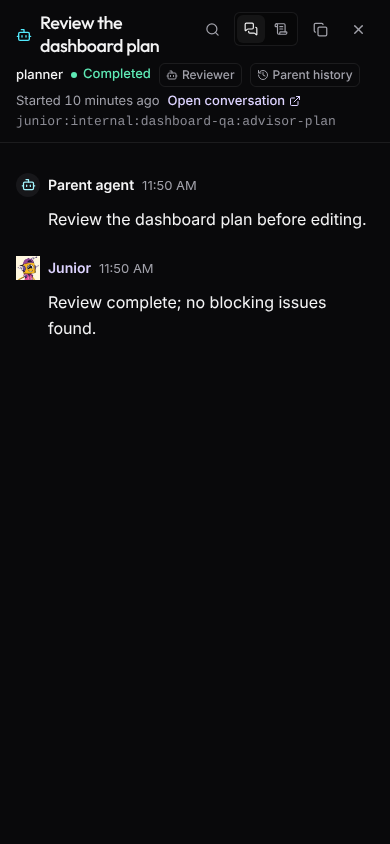 Review the
dashboard plan
planner Completed Reviewer Parent history
Started 10 minutes ago Open conversation
junior:internal:dashboard-qa:advisor-plan
Parent agent 11:50 AM
Review the dashboard plan before editing.
Junior 11:50 AM
Review complete; no blocking issues
found.